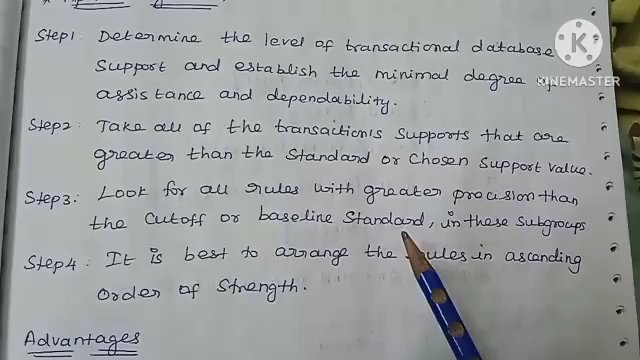 Step1: Determine the level of transactional database
Support and establish the minimal degree
assistance and dependability.
Step2: Take all of the transaction's supports that are
greater than the standard or chosen support value.
Step3: Look for all rules with greater precision than
the cutoff or baseline Standard, in these subgroups
Step4: It is best to arrange the rules in ascending
Order of Strength.
Advantages
KINEMASTER